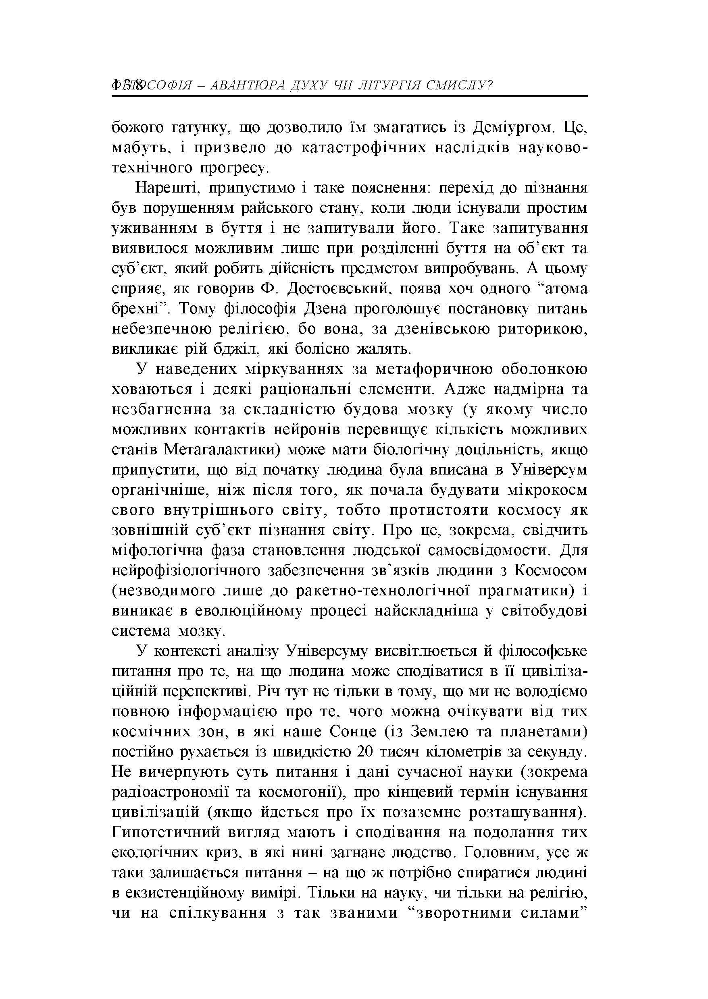 138
ФІЛОСОФІЯ – АВАНТЮРА ДУХУ ЧИ ЛІТУРГІЯ СМИСЛУ?
божого гатунку, що дозволило їм змагатись із Деміургом. Це,
мабуть, і призвело до катастрофічних наслідків науково-
технічного прогресу.
Нарешті, припустимо і таке пояснення: перехід до пізнання
був порушенням райського стану, коли люди існували простим
уживанням в буття і не запитували його. Таке запитування
виявилося можливим лише при розділенні буття на об’єкт та
суб’єкт, який робить дійсність предметом випробувань. А цьому
сприяє, як говорив Ф. Достоєвський, поява хоч одного “атома
брехні”. Тому філософія Дзена проголошує постановку питань
небезпечною релігією, бо вона, за дзенівською риторикою,
викликає рій бджіл, які болісно жалять.
У наведених міркуваннях за метафоричною оболонкою
ховаються і деякі раціональні елементи. Адже надмірна та
незбагненна за складністю будова мозку (у якому число
можливих контактів нейронів перевищує кількість можливих
станів Метагалактики) може мати біологічну доцільність, якщо
припустити, що від початку людина була вписана в Універсум
органічніше, ніж після того, як почала будувати мікрокосм
свого внутрішнього світу, тобто протистояти космосу як
зовнішній суб’єкт пізнання світу. Про це, зокрема, свідчить
міфологічна фаза становлення людської самосвідомости. Для
нейрофізіологічного забезпечення зв’язків людини з Космосом
(незводимого лише до ракетно-технологічної прагматики) і
виникає в еволюційному процесі найскладніша у світобудові
система мозку.
У контексті аналізу Універсуму висвітлюється й філософське
питання про те, на що людина може сподіватися в її цивіліза-
ційній перспективі. Річ тут не тільки в тому, що ми не володіємо
повною інформацією про те, чого можна очікувати від тих
космічних зон, в які наше Сонце (із Землею та планетами)
постійно рухається із швидкістю 20 тисяч кілометрів за секунду.
Не вичерпують суть питання і дані сучасної науки (зокрема
радіоастрономії та космогонії), про кінцевий термін існування
цивілізацій (якщо йдеться про їх позаземне розташування).
Гипотетичний вигляд мають і сподівання на подолання тих
екологічних криз, в які нині загнане людство. Головним, усе ж
таки залишається питання – на що ж потрібно спиратися людині
в екзистенційному вимірі. Тільки на науку, чи тільки на релігію,
чи на спілкування з так званими “зворотними силами”